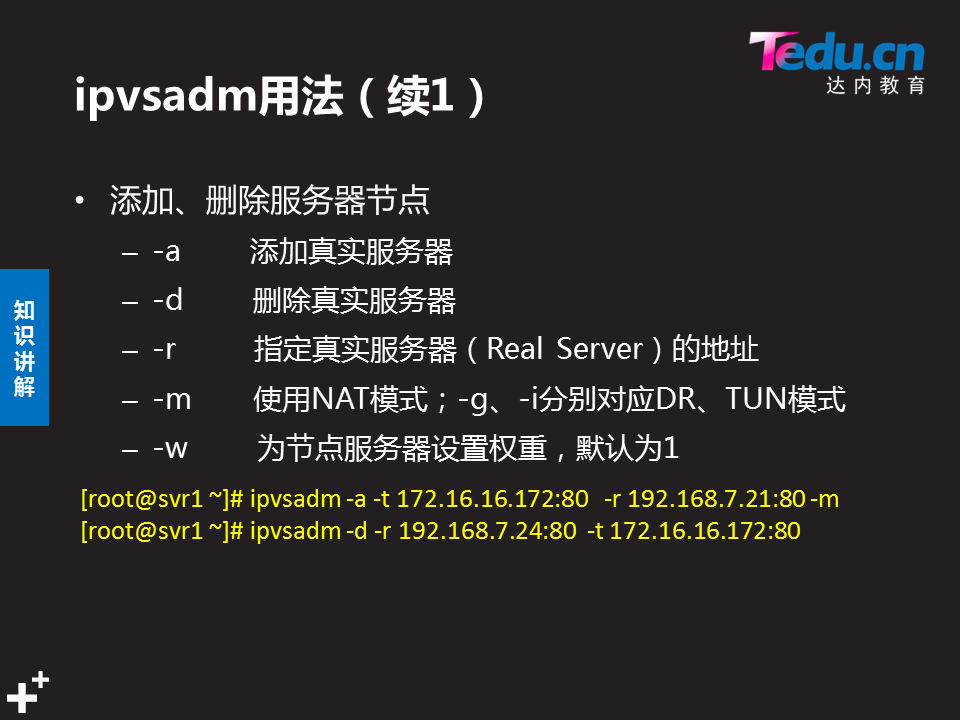 Tedu.cn
达内教育
ipvsadm用法（续1）
• 添加、删除服务器节点
– -a 添加真实服务器
– -d 删除真实服务器
– -r 指定真实服务器（Real Server）的地址
– -m 使用NAT模式；-g、-i分别对应DR、TUN模式
– -w 为节点服务器设置权重，默认为1
[root@svr1 ~]# ipvsadm -a -t 172.16.16.172:80 -r 192.168.7.21:80 -m
[root@svr1 ~]# ipvsadm -d -r 192.168.7.24:80 -t 172.16.16.172:80
知识讲解